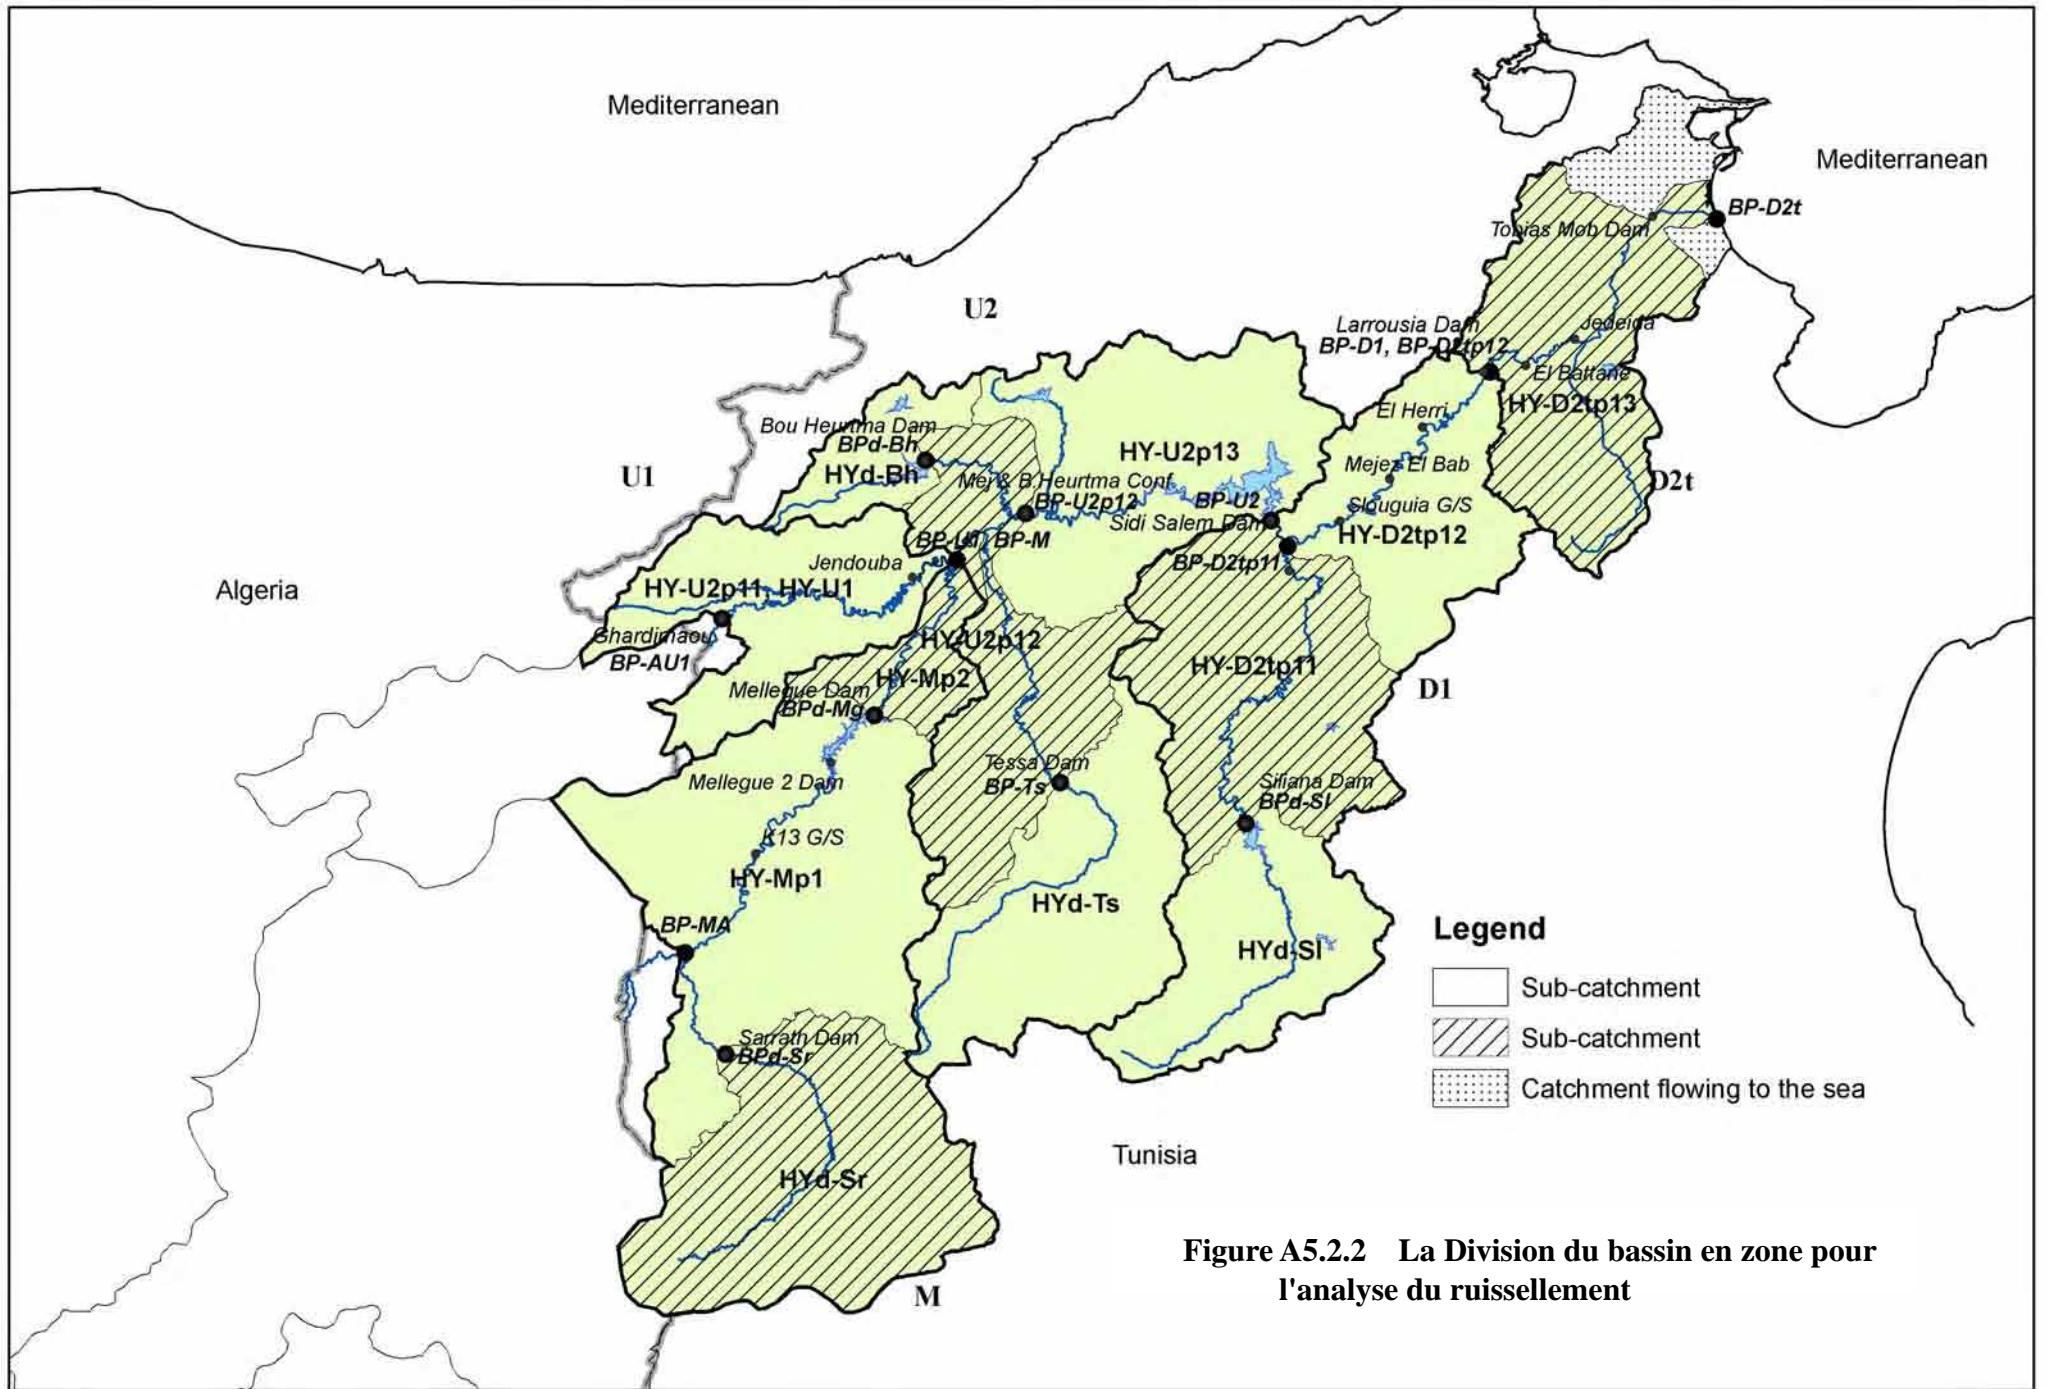 Mediterranean
Mediterranean
BP-D2t
Tobias Mob Dam
U2
Larrousia Dam
BP-D1, BP-D2tp12
Jedeida
El Battane
HY-D2tp13
El Herri
Bou Heurtma Dam
BPd-Bh
HYd-Bh
HY-U2p13
Mejez El Bab
U1
D2t
Mej & B.Heurtma Conf.
BP-U2p12
BP-U2
Slouguia G/S
Sidi Salem Dam
HY-D2tp12
BP-U1, BP-M
Jendouba
BP-D2tp11
Algeria
HY-U2p11, HY-U1
Ghardimaou
BP-AU1
HY-U2p12
HY-Mp2
HY-D2tp11
Mellegue Dam
BPd-Mg
D1
Mellegue 2 Dam
Tessa Dam
BP-Ts
Siliana Dam
BPd-Sl
K13 G/S
HY-Mp1
HYd-Ts
BP-MA
HYd-Sl
Legend
Sub-catchment
Sub-catchment
Catchment flowing to the sea
Sarrath Dam
BPd-Sr
Tunisia
HYd-Sr
M
Figure A5.2.2 La Division du bassin en zone pour
l'analyse du ruissellement